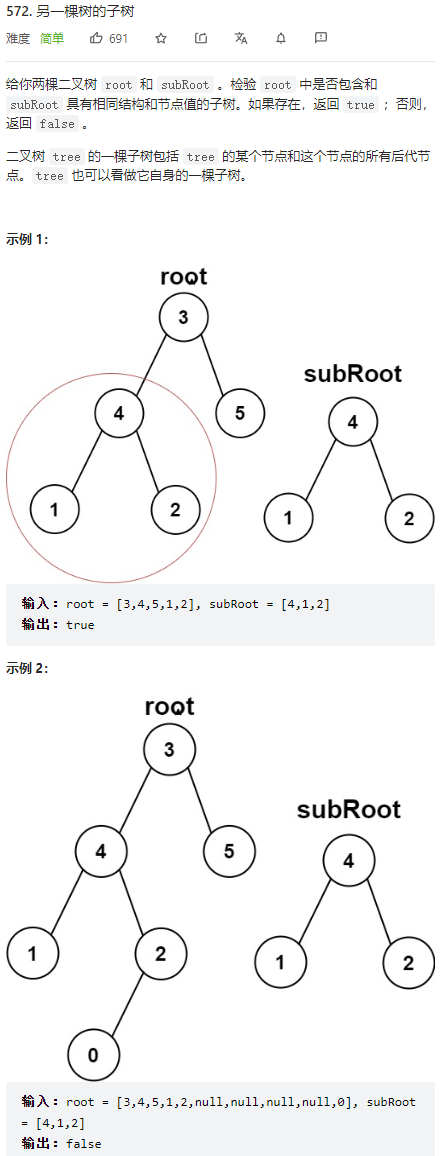 572. 另一棵树的子树
难度 简单 691
给你两棵二叉树 root 和 subRoot 。检验 root 中是否包含和
subRoot 具有相同结构和节点值的子树。如果存在，返回 true ；否则，
返回 false 。
二叉树 tree 的一棵子树包括 tree 的某个节点和这个节点的所有后代节
点。tree 也可以看做它自身的一棵子树。
示例 1：
root
3
subRoot
4
5
4
1
2
1
2
输入：root = [3,4,5,1,2], subRoot = [4,1,2]
输出：true
示例 2：
root
3
subRoot
4
5
4
1
2
1
2
0
输入：root = [3,4,5,1,2,null,null,null,null,0], subRoot
= [4,1,2]
输出：false